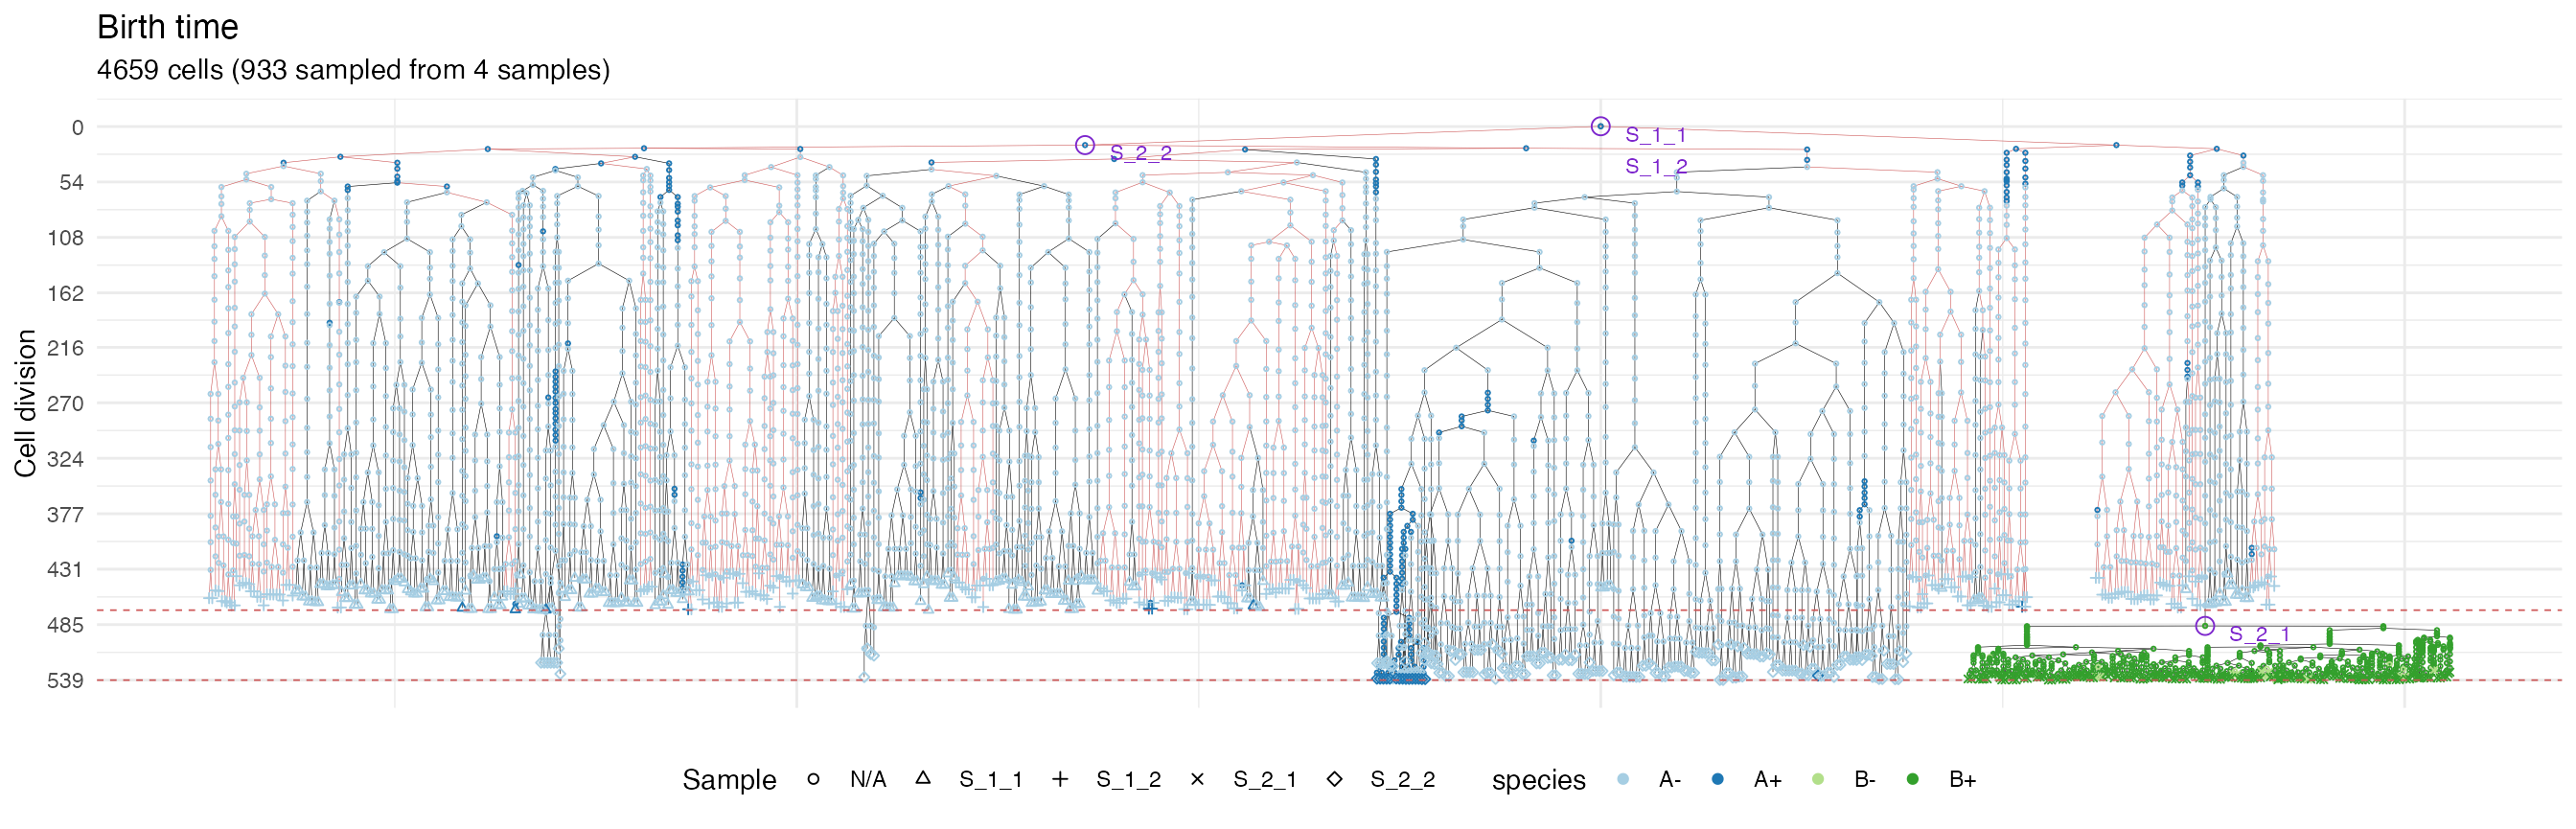 Birth time
4659 cells (933 sampled from 4 samples)
Cell division
0
54
108
162
216
270
324
377
431
485
539
S_1_1
S_2_2
S_1_2
S_2_1
Sample N/A S_1_1 S_1_2 S_2_1 S_2_2 species A- A+ B- B+